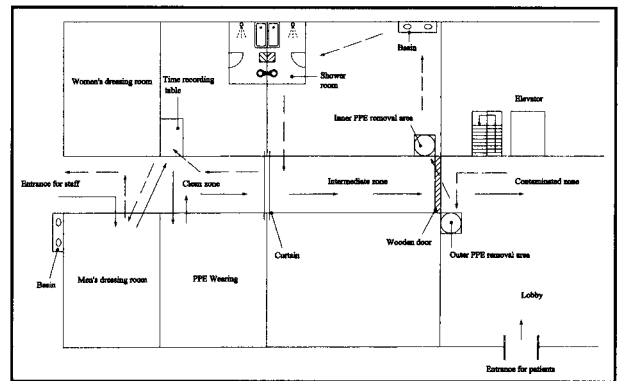 Basin
Women's dressing room
Time recording
table
Shower
room
Elevator
Inner PPE removal area
Entrance for staff
Clean zone
Intermediate zone
Contaminated zone
Curtain
Wooden door
Outer PPE removal area
Basin
Men's dressing room
PPE Wearing
Lobby
Entrance for patients